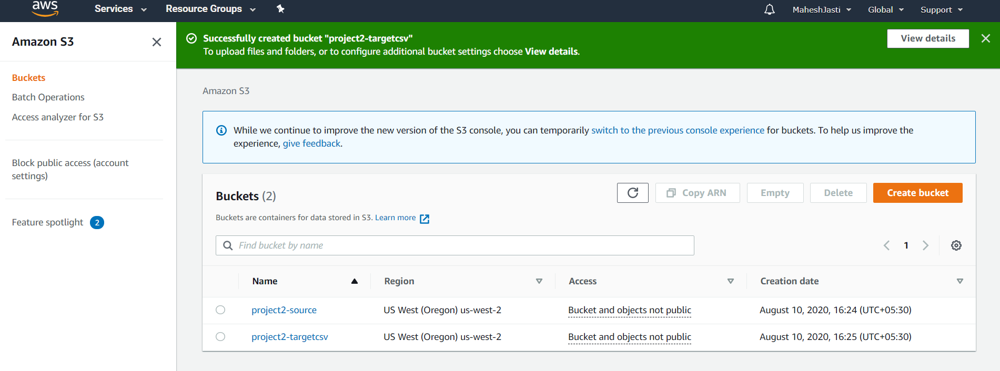 aws
Services
Resource Groups
MaheshJasti
Global
Support
Amazon S3
Buckets
Batch Operations
Access analyzer for S3
Block public access (account
settings)
Feature spotlight 2
Successfully created bucket "project2-targetcsv"
To upload files and folders, or to configure additional bucket settings choose View details.
View details
Amazon S3
While we continue to improve the new version of the S3 console, you can temporarily switch to the previous console experience for buckets. To help us improve the
experience, give feedback.
Buckets (2)
Copy ARN
Empty
Delete
Create bucket
Buckets are containers for data stored in S3. Learn more
Find bucket by name
1
Name Region Access Creation date
project2-source US West (Oregon) us-west-2 Bucket and objects not public August 10, 2020, 16:24 (UTC+05:30)
project2-targetcsv US West (Oregon) us-west-2 Bucket and objects not public August 10, 2020, 16:25 (UTC+05:30)